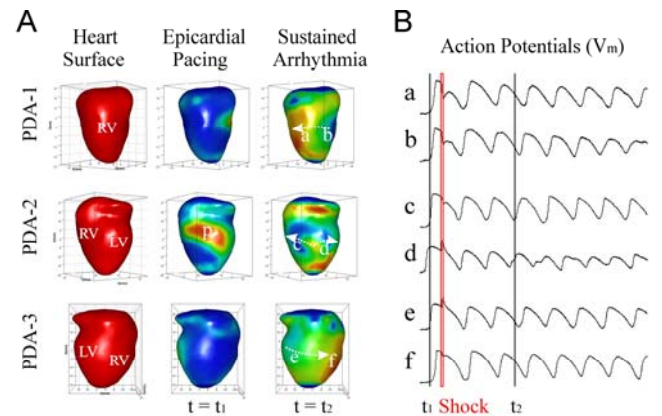 A
B
Heart Surface
Epicardial Pacing
Sustained Arrhythmia
Action Potentials (Vm)
PDA-1
RV
a
b
PDA-2
RV
LV
p
c
d
PDA-3
LV
RV
e
f
t = t1
t = t2
a
b
c
d
e
f
t1
Shock
t2